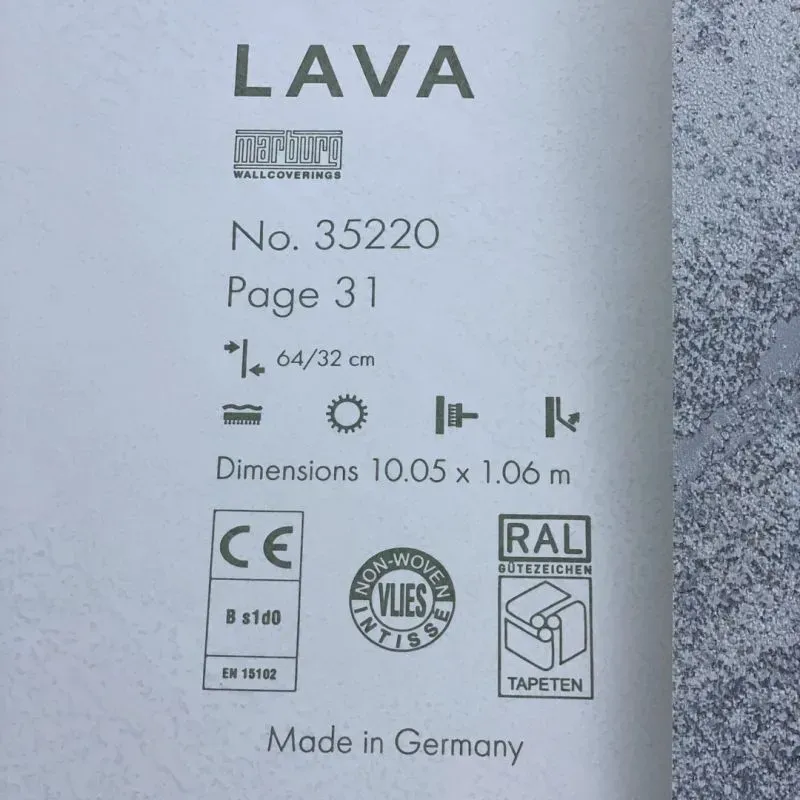 LAVA
marburg
WALLCOVERINGS
No. 35220
Page 31
64/32 cm
Dimensions 10.05 x 1.06 m
CE
B s1d0
EN 15102
NON-WOVEN
VLIES
INTISSE
RAL
GÜTEZEICHEN
TAPETEN
Made in Germany